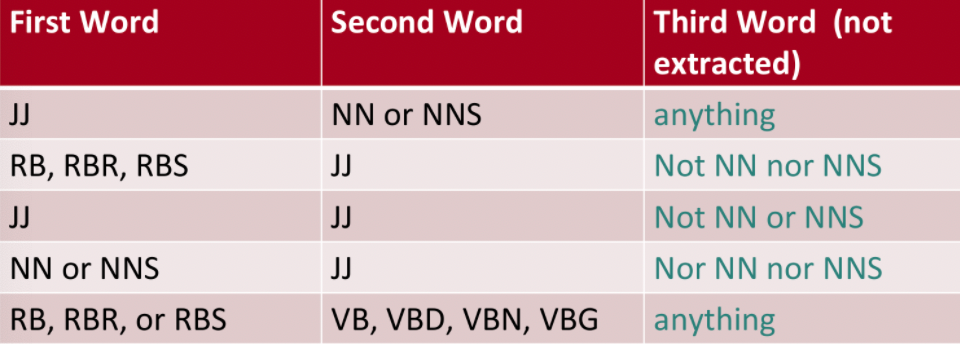 First Word Second Word Third Word (not
extracted)
JJ NN or NNS anything
RB, RBR, RBS JJ Not NN nor NNS
JJ JJ Not NN or NNS
NN or NNS JJ Nor NN nor NNS
RB, RBR, or RBS VB, VBD, VBN, VBG anything